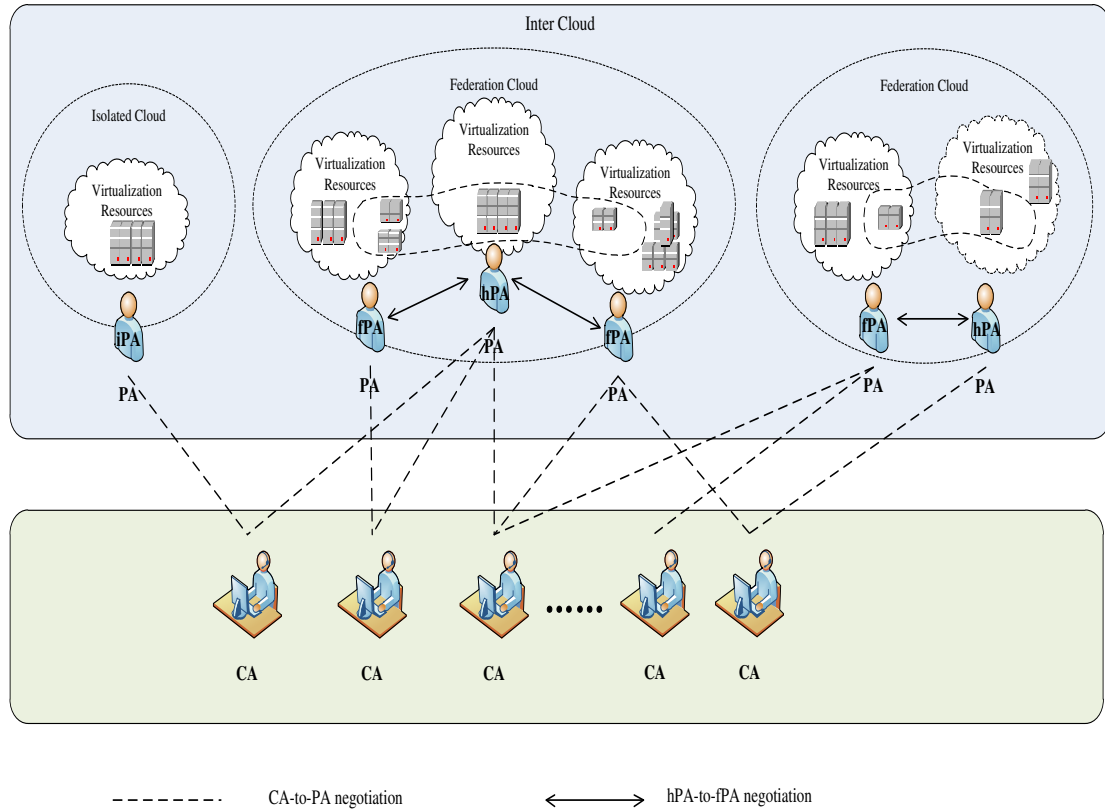 Inter Cloud
Isolated Cloud
Virtualization
Resources
iPA
PA
Federation Cloud
Virtualization
Resources
Virtualization
Resources
Virtualization
Resources
fPA
PA
hPA
PA
fPA
PA
Federation Cloud
Virtualization
Resources
Virtualization
Resources
fPA
PA
hPA
PA
CA
CA
CA
......
CA
CA
CA-to-PA negotiation
hPA-to-fPA negotiation